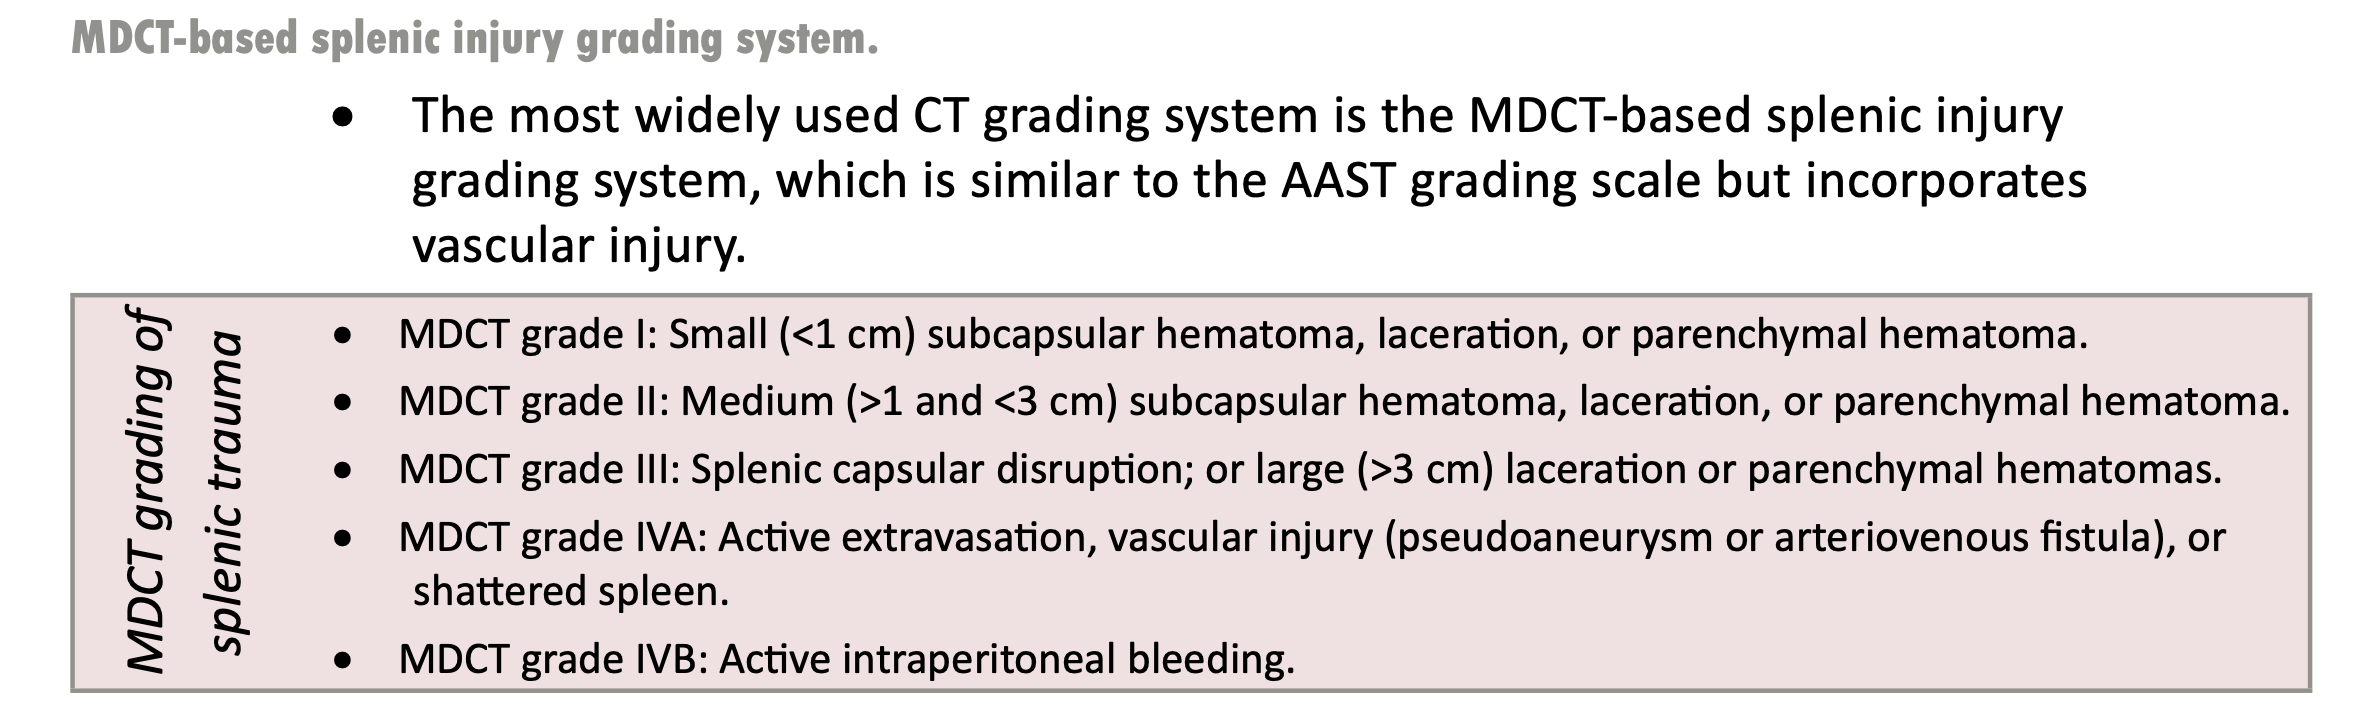 MDCT-based splenic injury grading system.
• The most widely used CT grading system is the MDCT-based splenic injury
grading system, which is similar to the AAST grading scale but incorporates
vascular injury.
MDCT grading of
splenic trauma
• MDCT grade I: Small (<1 cm) subcapsular hematoma, laceration, or parenchymal hematoma.
• MDCT grade II: Medium (>1 and <3 cm) subcapsular hematoma, laceration, or parenchymal hematoma.
• MDCT grade III: Splenic capsular disruption; or large (>3 cm) laceration or parenchymal hematomas.
• MDCT grade IVA: Active extravasation, vascular injury (pseudoaneurysm or arteriovenous fistula), or
shattered spleen.
• MDCT grade IVB: Active intraperitoneal bleeding.